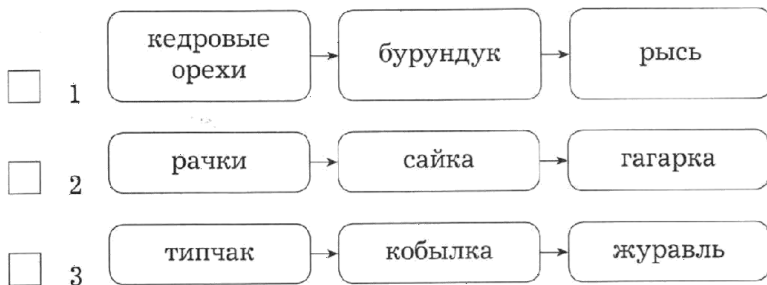 кедровые
орехи
бурундук
рысь
1
рачки
сайка
гагарка
2
типчак
кобылка
журавль
3